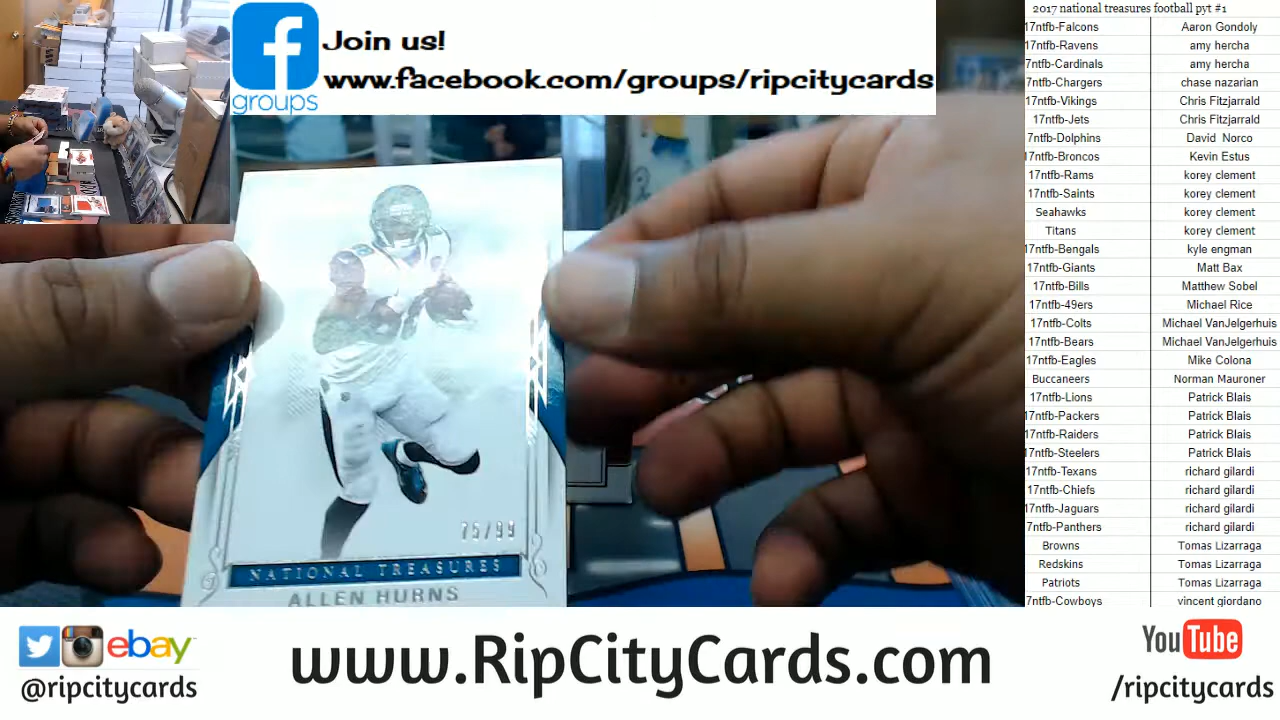 Join us!
www.facebook.com/groups/ripcitycards
groups
2017 national treasures football pyt #1
17ntfb-Falcons Aaron Gondoly
17ntfb-Ravens amy hercha
7ntfb-Cardinals amy hercha
7ntfb-Chargers chase nazarian
17ntfb-Vikings Chris Fitzjarrald
17ntfb-Jets Chris Fitzjarrald
7ntfb-Dolphins David Norco
17ntfb-Broncos Kevin Estus
17ntfb-Rams korey clement
17ntfb-Saints korey clement
Seahawks korey clement
Titans korey clement
17ntfb-Bengals kyle engman
17ntfb-Giants Matt Bax
17ntfb-Bills Matthew Sobel
17ntfb-49ers Michael Rice
17ntfb-Colts Michael VanJelgerhuis
17ntfb-Bears Michael VanJelgerhuis
17ntfb-Eagles Mike Colona
Buccaneers Norman Mauroner
17ntfb-Lions Patrick Blais
17ntfb-Packers Patrick Blais
17ntfb-Raiders Patrick Blais
17ntfb-Steelers Patrick Blais
17ntfb-Texans richard gilardi
17ntfb-Chiefs richard gilardi
17ntfb-Jaguars richard gilardi
7ntfb-Panthers richard gilardi
Browns Tomas Lizarraga
Redskins Tomas Lizarraga
Patriots Tomas Lizarraga
7ntfb-Cowboys vincent giordano
75/99
NATIONAL TREASURES
ALLEN HURNS
ebay
@ripcitycards
www.RipCityCards.com
YouTube
/ripcitycards